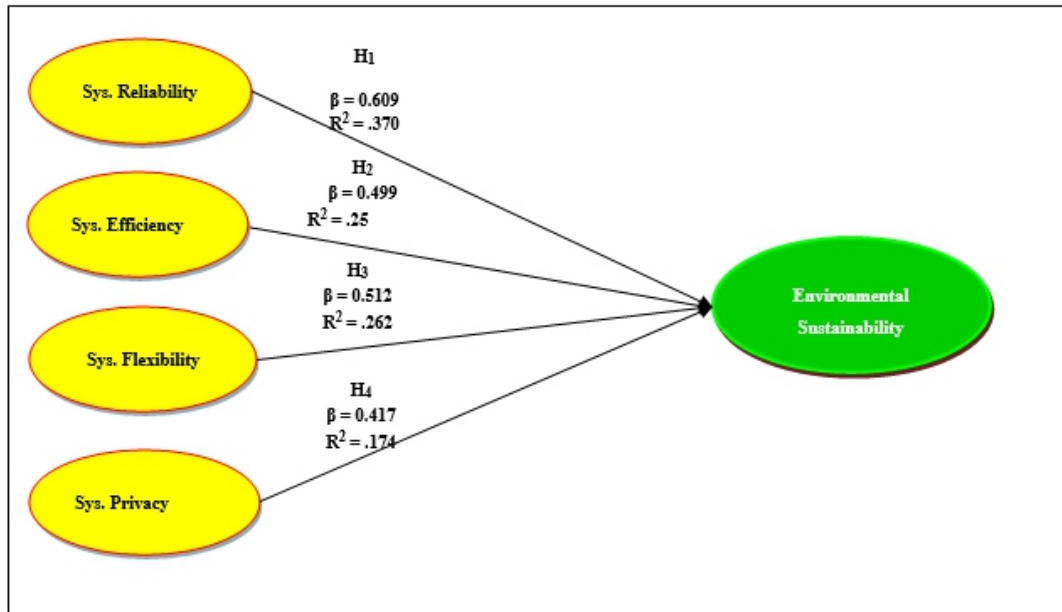 Sys. Reliability
H1
β = 0.609
R2 = .370
Sys. Efficiency
H2
β = 0.499
R2 = .25
Sys. Flexibility
H3
β = 0.512
R2 = .262
Sys. Privacy
H4
β = 0.417
R2 = .174
Environmental
Sustainability